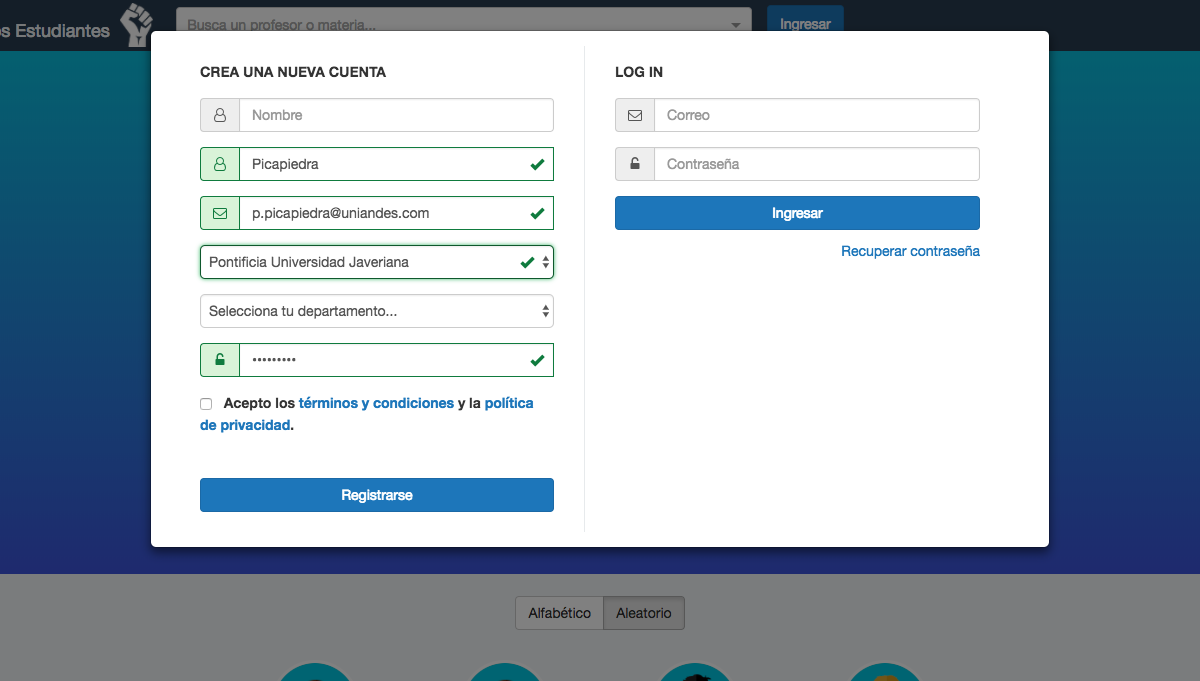 s Estudiantes
Busca un profesor o materia...
Ingresar
CREA UNA NUEVA CUENTA
Nombre
Picapiedra
p.picapiedra@uniandes.com
Pontificia Universidad Javeriana
Selecciona tu departamento...
•••••••••
Acepto los términos y condiciones y la política
de privacidad.
Registrarse
LOG IN
Correo
Contraseña
Ingresar
Recuperar contraseña
Alfabético
Aleatorio